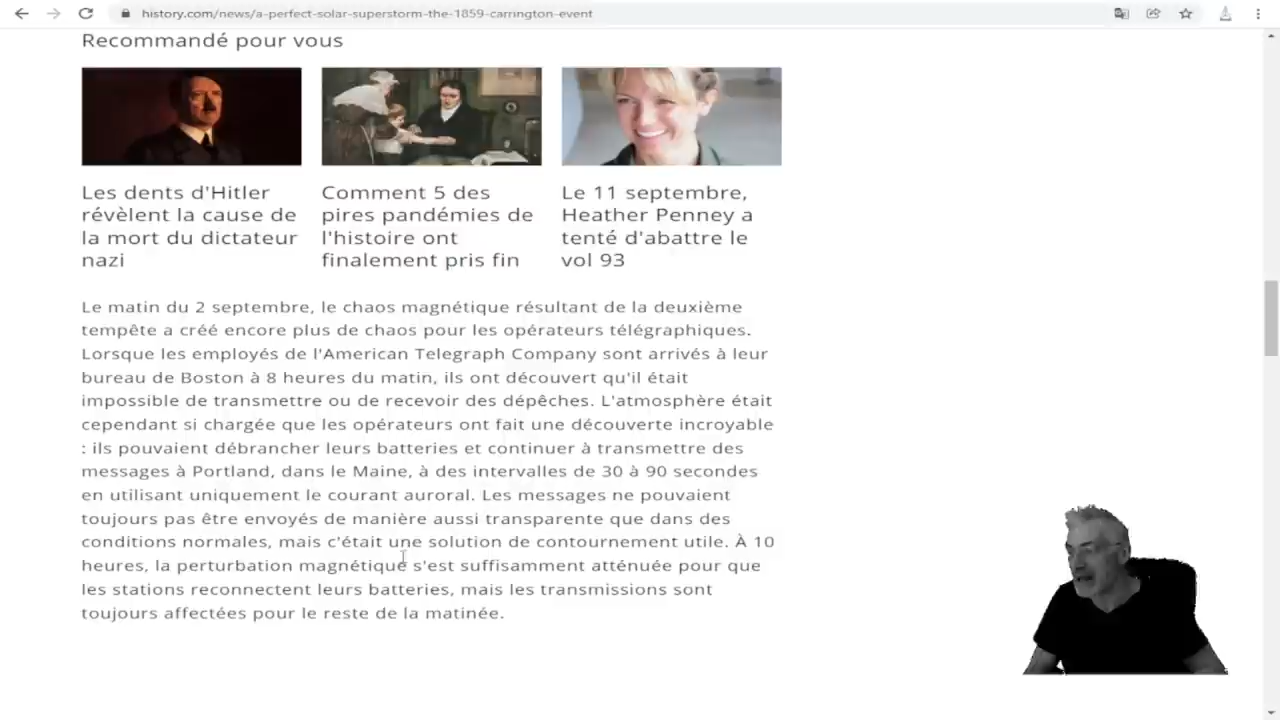 history.com/news/a-perfect-solar-superstorm-the-1859-carrington-event
Recommandé pour vous
Les dents d'Hitler
révèlent la cause de
la mort du dictateur
nazi
Comment 5 des
pires pandémies de
l'histoire ont
finalement pris fin
Le 11 septembre,
Heather Penney a
tenté d'abattre le
vol 93
Le matin du 2 septembre, le chaos magnétique résultant de la deuxième
tempête a créé encore plus de chaos pour les opérateurs télégraphiques.
Lorsque les employés de l'American Telegraph Company sont arrivés à leur
bureau de Boston à 8 heures du matin, ils ont découvert qu'il était
impossible de transmettre ou de recevoir des dépêches. L'atmosphère était
cependant si chargée que les opérateurs ont fait une découverte incroyable
: ils pouvaient débrancher leurs batteries et continuer à transmettre des
messages à Portland, dans le Maine, à des intervalles de 30 à 90 secondes
en utilisant uniquement le courant auroral. Les messages ne pouvaient
toujours pas être envoyés de manière aussi transparente que dans des
conditions normales, mais c'était une solution de contournement utile. À 10
heures, la perturbation magnétique s'est suffisamment atténuée pour que
les stations reconnectent leurs batteries, mais les transmissions sont
toujours affectées pour le reste de la matinée.